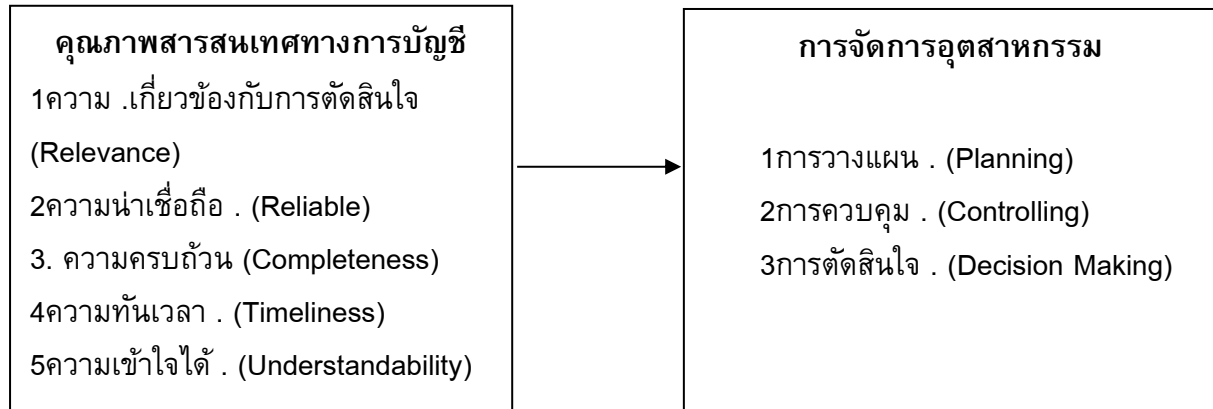 คุณภาพสารสนเทศทางการบัญชี
1ความ .เกี่ยวข้องกับการตัดสินใจ
(Relevance)
2ความน่าเชื่อถือ . (Reliable)
3. ความครบถ้วน (Completeness)
4ความทันเวลา . (Timeliness)
5ความเข้าใจได้ . (Understandability)
การจัดการอุตสาหกรรม
1การวางแผน . (Planning)
2การควบคุม . (Controlling)
3การตัดสินใจ . (Decision Making)